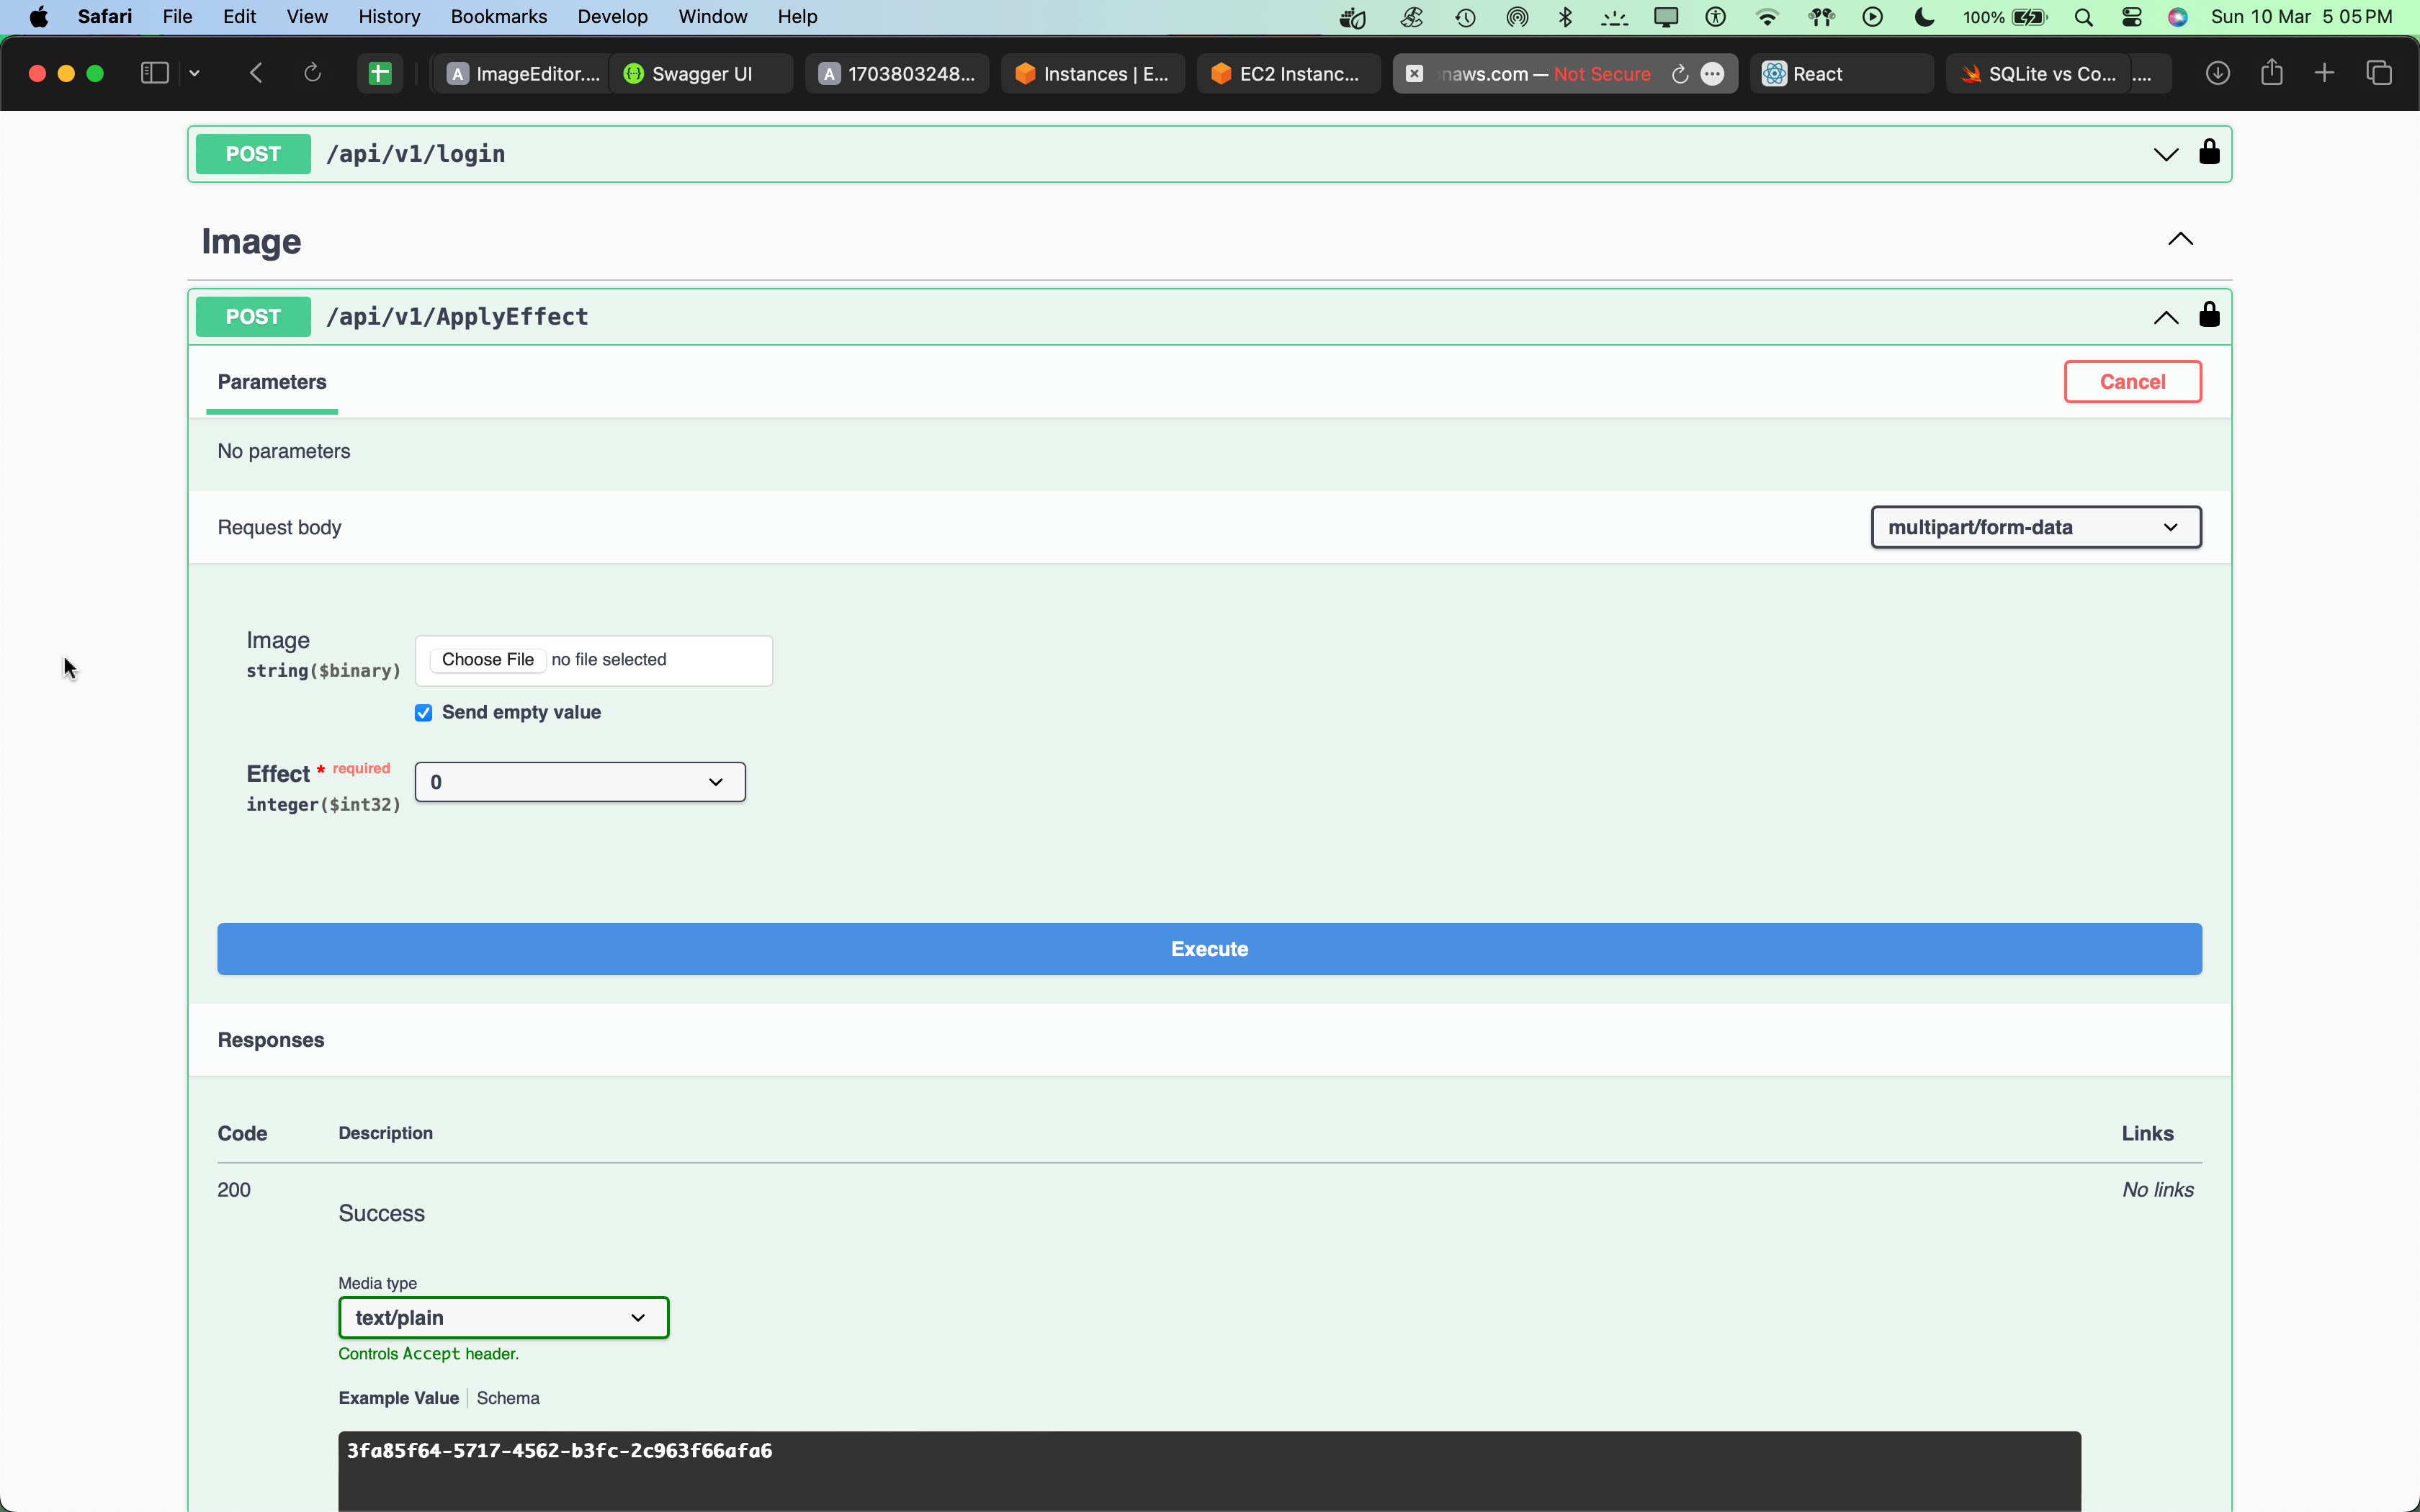 Safari File Edit View History Bookmarks Develop Window Help 100% Sun 10 Mar 5 05 PM
A ImageEditor.... Swagger UI A 1703803248... Instances | E... EC2 Instanc... naws.com — Not Secure React SQLite vs Co... ....
POST /api/v1/login
Image
POST /api/v1/ApplyEffect
Parameters Cancel
No parameters
Request body multipart/form-data
Image
string($binary) Choose File no file selected
Send empty value
Effect * required
integer($int32) 0
Execute
Responses
Code Description Links
200 No links
Success
Media type
text/plain
Controls Accept header.
Example Value Schema
3fa85f64-5717-4562-b3fc-2c963f66afa6